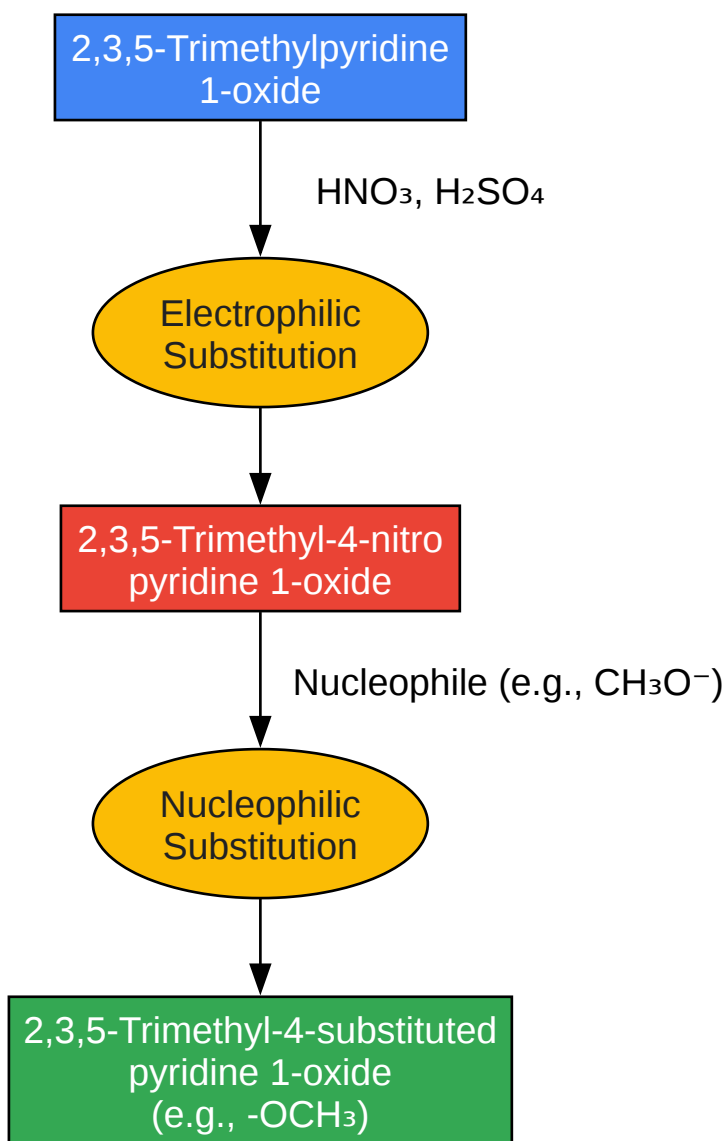 2,3,5-Trimethylpyridine
1-oxide
HNO₃, H₂SO₄
Electrophilic
Substitution
2,3,5-Trimethyl-4-nitro
pyridine 1-oxide
Nucleophile (e.g., CH₃O⁻)
Nucleophilic
Substitution
2,3,5-Trimethyl-4-substituted
pyridine 1-oxide
(e.g., -OCH₃)